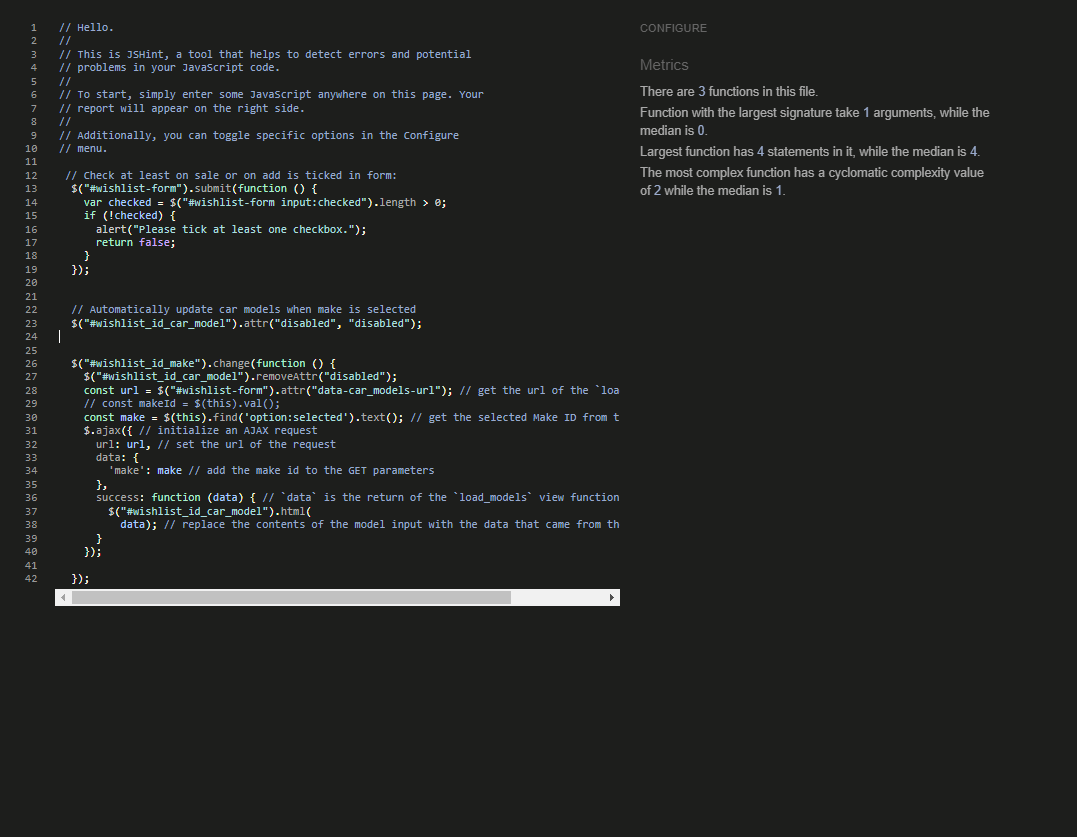 1 // Hello.
2 //
3 // This is JSHint, a tool that helps to detect errors and potential
4 // problems in your JavaScript code.
5 //
6 // To start, simply enter some JavaScript anywhere on this page. Your
7 // report will appear on the right side.
8 //
9 // Additionally, you can toggle specific options in the Configure
10 // menu.
11
12 // Check at least on sale or on add is ticked in form:
13 $("#wishlist-form").submit(function () {
14 var checked = $("#wishlist-form input:checked").length > 0;
15 if (!checked) {
16 alert("Please tick at least one checkbox.");
17 return false;
18 }
19 });
20
21
22 // Automatically update car models when make is selected
23 $("#wishlist_id_car_model").attr("disabled", "disabled");
24
25
26 $("#wishlist_id_make").change(function () {
27 $("#wishlist_id_car_model").removeAttr("disabled");
28 const url = $("#wishlist-form").attr("data-car_models-url"); // get the url of the `loa
29 // const makeId = $(this).val();
30 const make = $(this).find('option:selected').text(); // get the selected Make ID from t
31 $.ajax({ // initialize an AJAX request
32 url: url, // set the url of the request
33 data: {
34 'make': make // add the make id to the GET parameters
35 },
36 success: function (data) { // `data` is the return of the `load_models` view function
37 $("#wishlist_id_car_model").html(
38 data); // replace the contents of the model input with the data that came from th
39 }
40 });
41
42 });
CONFIGURE
Metrics
There are 3 functions in this file.
Function with the largest signature take 1 arguments, while the
median is 0.
Largest function has 4 statements in it, while the median is 4.
The most complex function has a cyclomatic complexity value
of 2 while the median is 1.